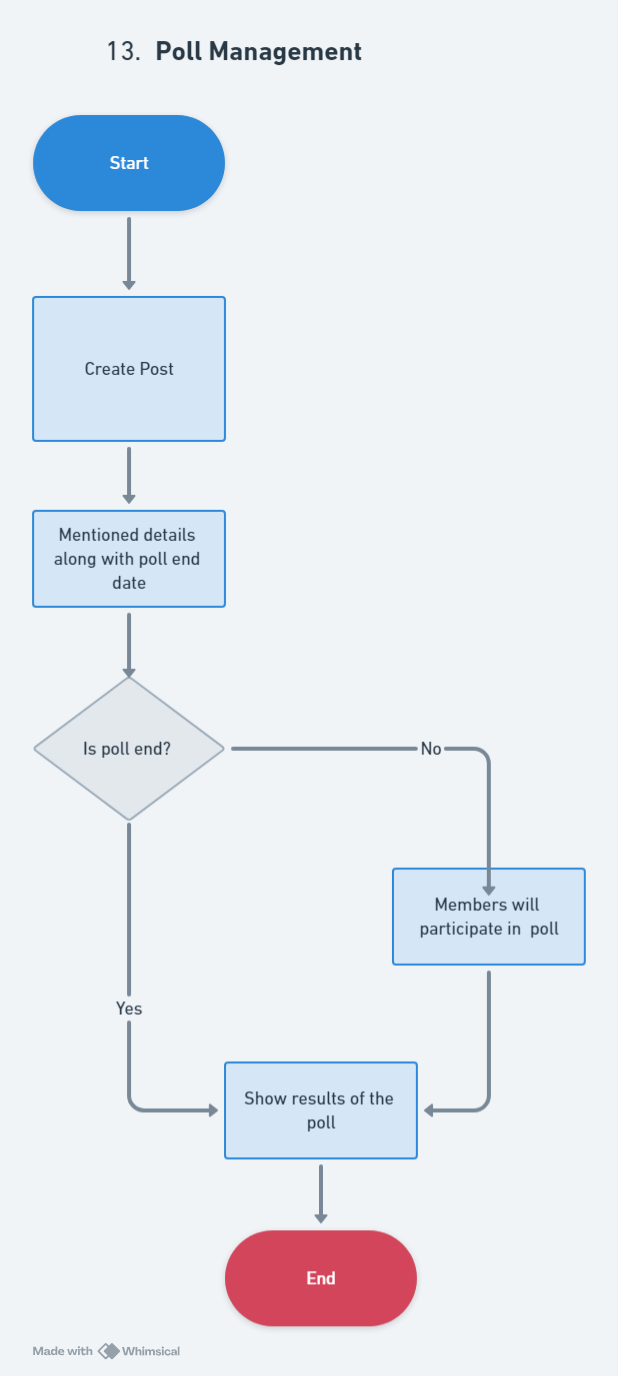 13. Poll Management
Start
Create Post
Mentioned details
along with poll end
date
Is poll end?
No
Members will
participate in  poll
Yes
Show results of the
poll
End
Made with Whimsical